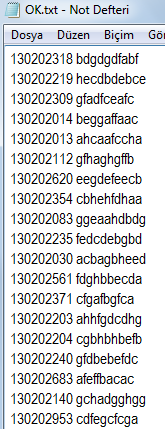 OK.txt - Not Defteri
Dosya Düzen Biçim Gö
130202318 bdgdgdfabf
130202219 hecdbdebce
130202309 gfadfceafc
130202014 beggaffaac
130202013 ahcaafccha
130202112 gfhaghgffb
130202620 eegdefeecb
130202354 cbhehfdhaa
130202083 ggeaahdbdg
130202235 fedcdebgbd
130202030 acbagbheed
130202561 fdghbbecda
130202371 cfgafbgfca
130202203 ahhfgdcdhg
130202204 cgbhbhbefb
130202240 gfdbebefdc
130202683 afeffbacac
130202140 gchadgghgg
130202953 cdfegcfcga